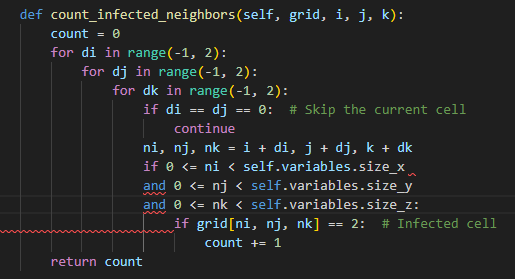 def count_infected_neighbors(self, grid, i, j, k):
    count = 0
    for di in range(-1, 2):
        for dj in range(-1, 2):
            for dk in range(-1, 2):
                if di == dj == 0:  # Skip the current cell
                    continue
                ni, nj, nk = i + di, j + dj, k + dk
                if 0 <= ni < self.variables.size_x
                and 0 <= nj < self.variables.size_y
                and 0 <= nk < self.variables.size_z:
                    if grid[ni, nj, nk] == 2:  # Infected cell
                        count += 1
    return count